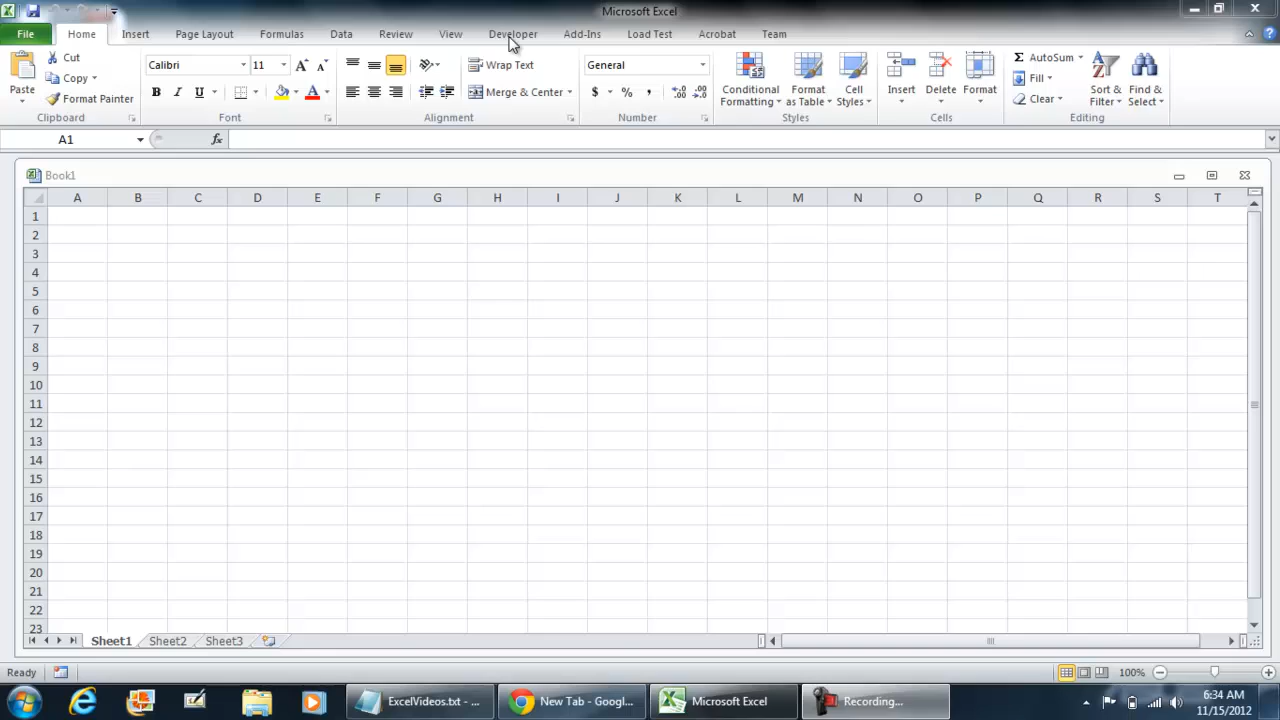 Microsoft Excel
File Home Insert Page Layout Formulas Data Review View Developer Add-Ins Load Test Acrobat Team
Paste
Cut
Copy
Format Painter
Clipboard
Calibri 11
B I U
Font
Wrap Text
Merge & Center
Alignment
General
$ % ,
Number
Conditional Formatting
Format as Table
Cell Styles
Styles
Insert Delete Format
Cells
AutoSum
Fill
Clear
Sort & Filter
Find & Select
Editing
A1 fx
Book1
A B C D E F G H I J K L M N O P Q R S T
1
2
3
4
5
6
7
8
9
10
11
12
13
14
15
16
17
18
19
20
21
22
23
Sheet1 Sheet2 Sheet3
Ready 100%
ExcelVideos.txt - ... New Tab - Googl... Microsoft Excel Recording...
6:34 AM
11/15/2012